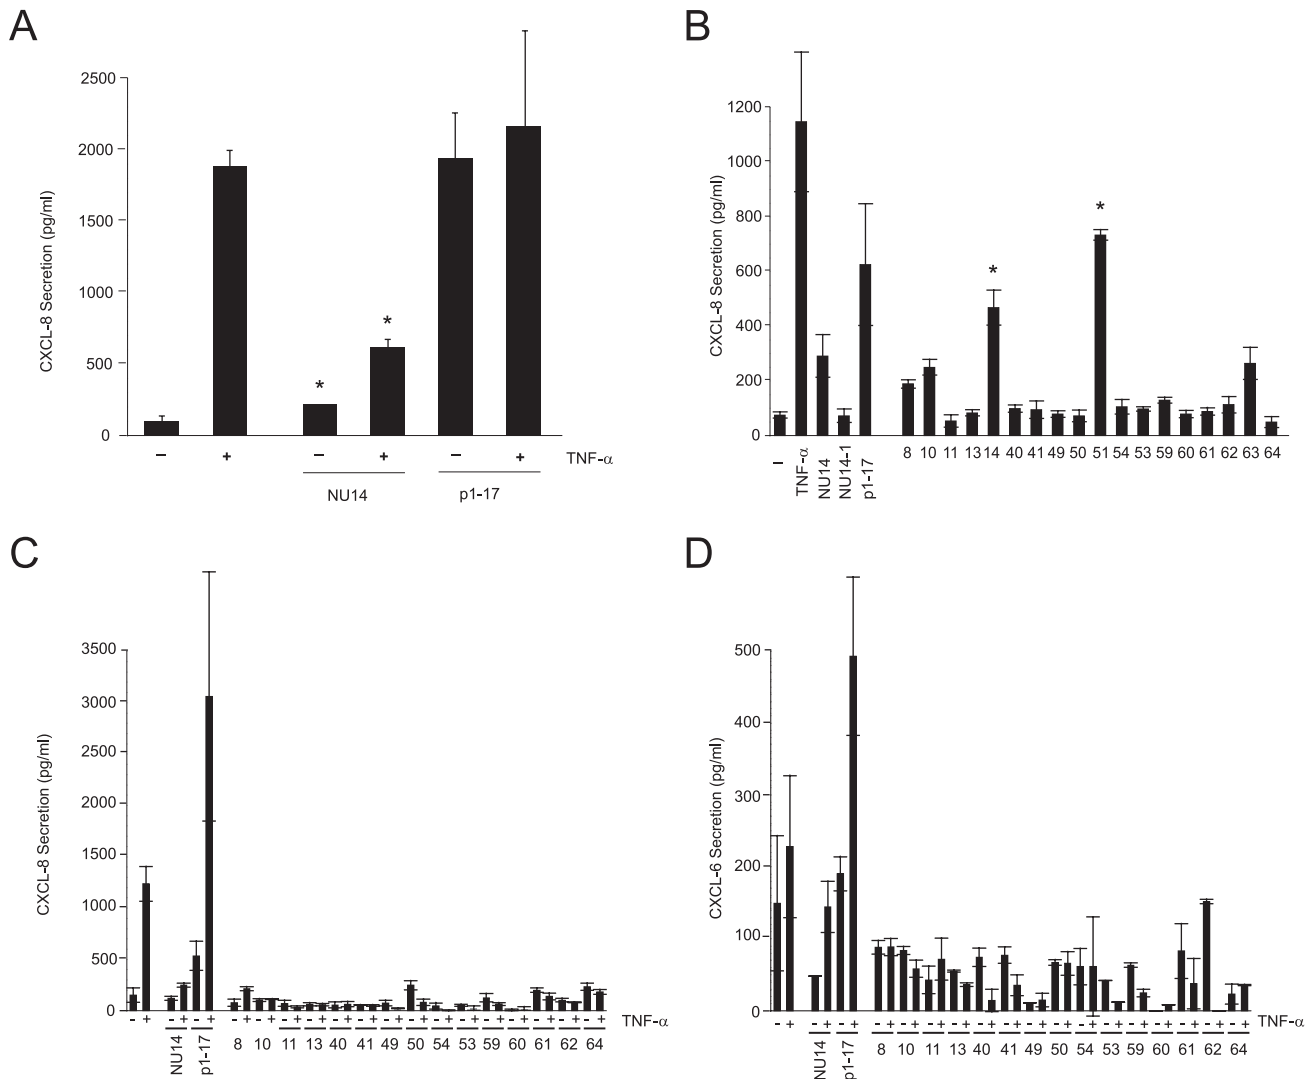 A
2500
2000
1500
1000
500
0
CXCL-8 Secretion (pg/ml)
*
*
– + – + – + TNF-α
NU14 p1-17
B
1200
1000
800
600
400
200
0
CXCL-8 Secretion (pg/ml)
*
*
– TNF-α NU14 NU14-1 p1-17 8 10 11 13 14 40 41 49 50 51 54 53 59 60 61 62 63 64
C
3500
3000
2500
2000
1500
1000
500
0
CXCL-8 Secretion (pg/ml)
- + - + - + - + - + - + - + - + - + - + - + - + - + - + - + - + - + - + TNF-α
NU14 p1-17 8 10 11 13 40 41 49 50 54 53 59 60 61 62 64
D
500
400
300
200
100
0
CXCL-6 Secretion (pg/ml)
- + - + - + - + - + - + - + - + - + - + - + - + - + - + - + - + - + - + TNF-α
NU14 p1-17 8 10 11 13 40 41 49 50 54 53 59 60 61 62 64